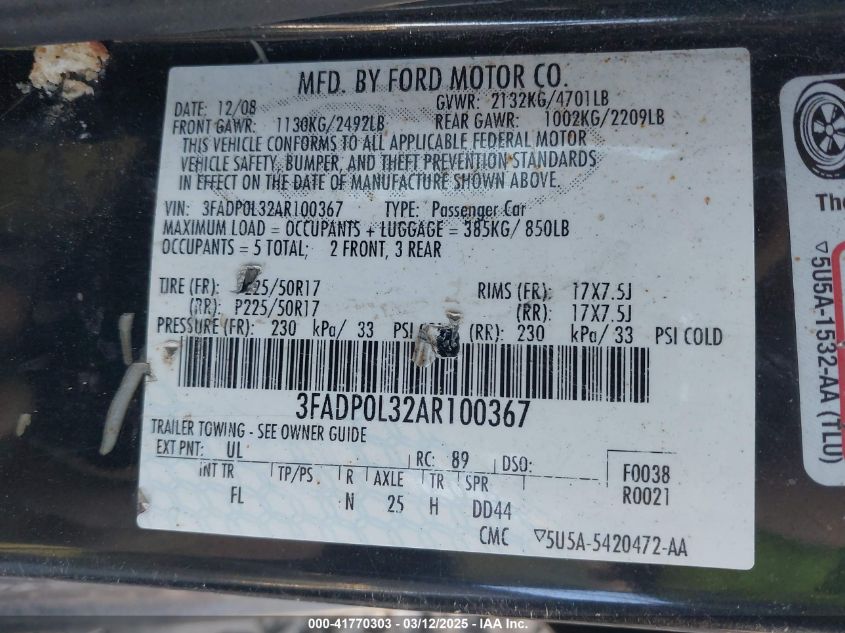 MFD. BY FORD MOTOR CO.
DATE: 12/08 GVWR: 2132KG/4701LB
FRONT GAWR: 1130KG/2492LB REAR GAWR: 1002KG/2209LB
THIS VEHICLE CONFORMS TO ALL APPLICABLE FEDERAL MOTOR
VEHICLE SAFETY, BUMPER, AND THEFT PREVENTION STANDARDS
IN EFFECT ON THE DATE OF MANUFACTURE SHOWN ABOVE.
VIN: 3FADP0L32AR100367 TYPE: Passenger Car
MAXIMUM LOAD = OCCUPANTS + LUGGAGE = 385KG/ 850LB
OCCUPANTS = 5 TOTAL; 2 FRONT, 3 REAR
TIRE (FR): P225/50R17 RIMS (FR): 17X7.5J
(RR): P225/50R17 (RR): 17X7.5J
PRESSURE (FR): 230 kPa/ 33 PSI (RR): 230 kPa/ 33 PSI COLD
3FADP0L32AR100367
TRAILER TOWING - SEE OWNER GUIDE
EXT PNT: UL RC: 89 DSO: F0038
INT TR TP/PS R AXLE TR SPR R0021
FL N 25 H DD44
CMC ▽5U5A-5420472-AA
The
▽5U5A-1532-AA (TLU)
000-41770303 - 03/12/2025 - IAA, Inc.